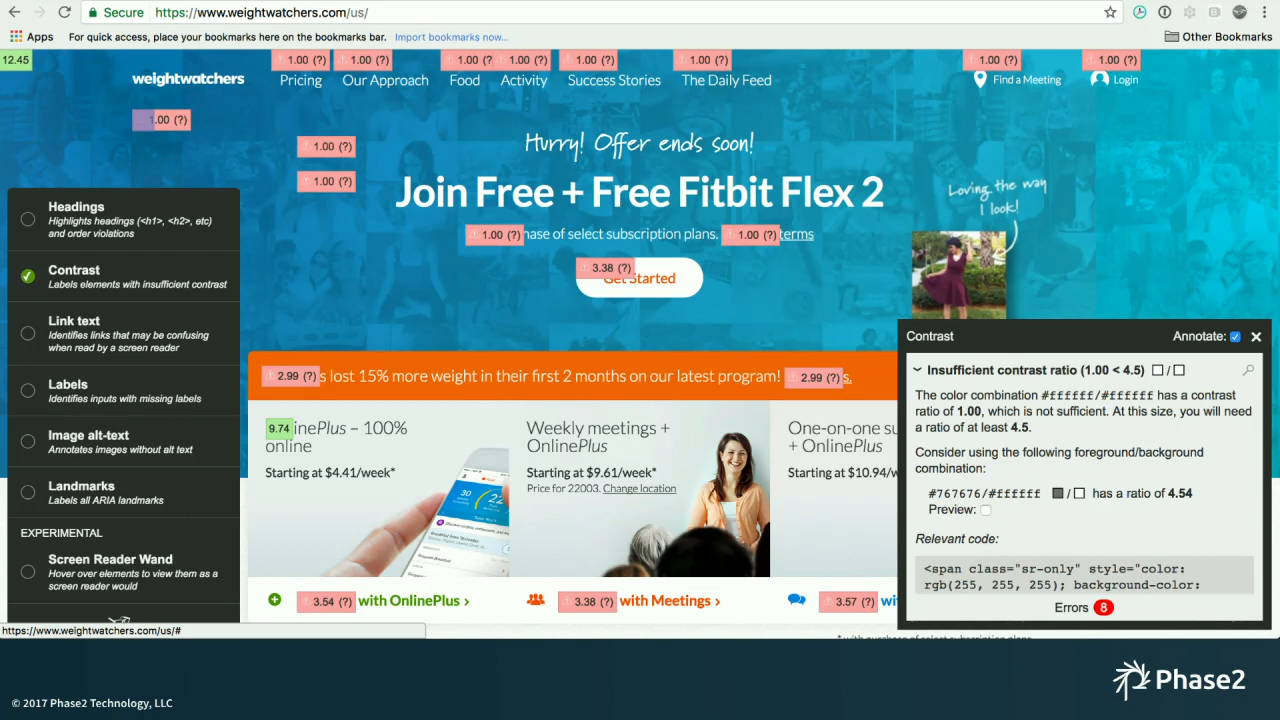 Secure
https://www.weightwatchers.com/us/
Apps
For quick access, place your bookmarks here on the bookmarks bar.
Import bookmarks now...
Other Bookmarks
12.45
1.00 (?)
1.00 (?)
1.00 (?
1.00 (?)
1.00 (?)
1.00 (?)
1.00 (?)
1.00 (?)
weightwatchers
Pricing
Our Approach
Food
Activity
Success Stories
The Daily Feed
Find a Meeting
Login
1.00 (?)
1.00 (?)
1.00 (?)
Hurry! Offer ends soon!
Join Free + Free Fitbit Flex 2
1.00 (?)
hase of select subscription plans.
1.00 (?)
terms
3.38 (?)
Get Started
Loving the way
I look!
Headings
Highlights headings (<h1>, <h2>, etc)
and order violations
Contrast
Labels elements with insufficient contrast
Link text
Identifies links that may be confusing
when read by a screen reader
Labels
Identifies inputs with missing labels
Image alt-text
Annotates images without alt text
Landmarks
Labels all ARIA landmarks
EXPERIMENTAL
Screen Reader Wand
Hover over elements to view them as a
screen reader would
2.99 (?)
s lost 15% more weight in their first 2 months on our latest program!
2.99 (?)
s.
9.74
inePlus – 100%
online
Starting at $4.41/week*
Weekly meetings +
OnlinePlus
Starting at $9.61/week*
Price for 22003. Change location
One-on-one su
+ OnlinePlus
Starting at $10.94/w
3.54 (?)
with OnlinePlus ›
3.38 (?)
with Meetings ›
3.57 (?)
wi
Contrast
Annotate:
Insufficient contrast ratio (1.00 < 4.5)
/
The color combination #ffffff/#ffffff has a contrast
ratio of 1.00, which is not sufficient. At this size, you will need
a ratio of at least 4.5.
Consider using the following foreground/background
combination:
#767676/#ffffff
/
has a ratio of 4.54
Preview:
Relevant code:
<span class="sr-only" style="color:
rgb(255, 255, 255); background-color:
Errors 8
https://www.weightwatchers.com/us/#
© 2017 Phase2 Technology, LLC
Phase2